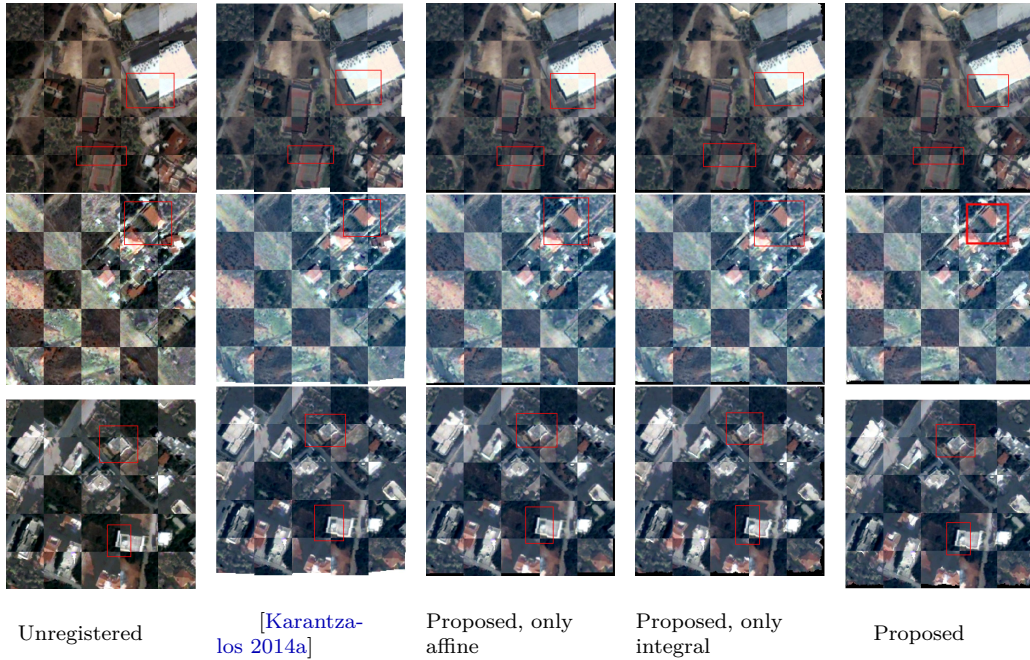 Unregistered
[Karantza-
los 2014a]
Proposed, only
affine
Proposed, only
integral
Proposed